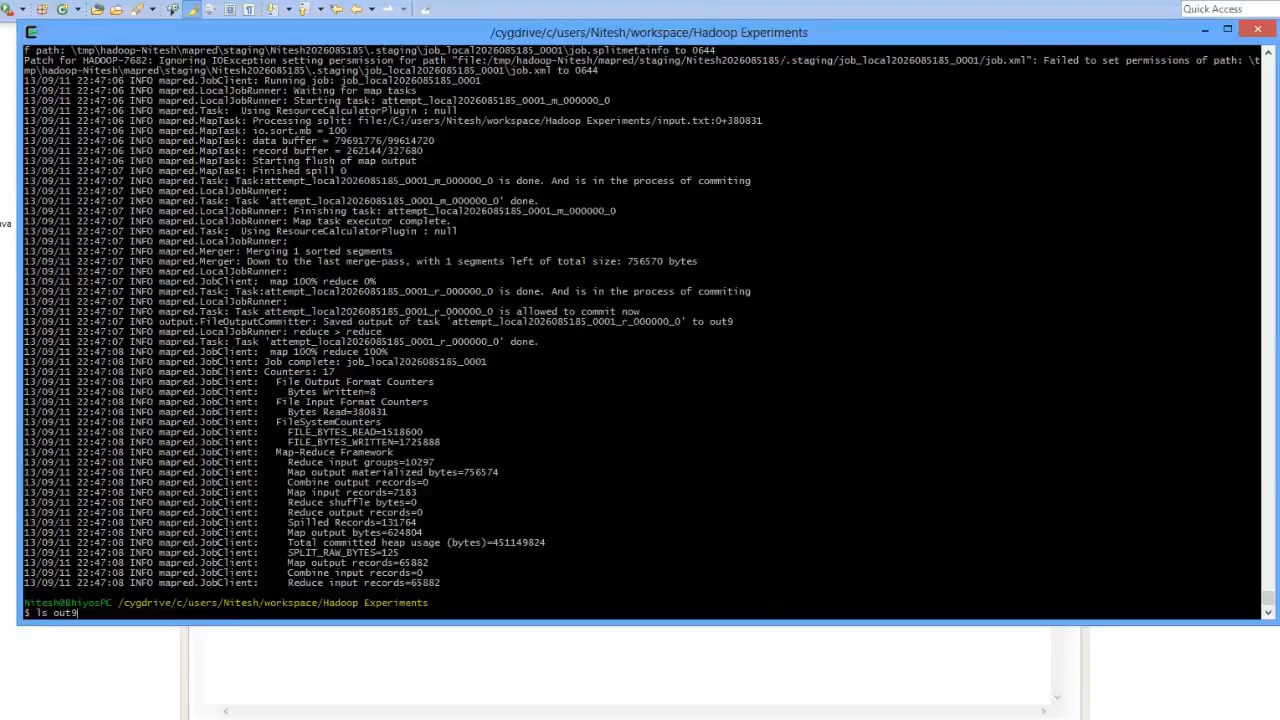 Quick Access
/cygdrive/c/users/Nitesh/workspace/Hadoop Experiments
f path: \tmp\hadoop-Nitesh\mapred\staging\Nitesh2026085185\.staging\job_local2026085185_0001\job.splitmetainfo to 0644
Patch for HADOOP-7682: Ignoring IOException setting persmission for path "file:/tmp/hadoop-Nitesh/mapred/staging/Nitesh2026085185/.staging/job_local2026085185_0001/job.xml": Failed to set permissions of path: \t
mp\hadoop-Nitesh\mapred\staging\Nitesh2026085185\.staging\job_local2026085185_0001\job.xml to 0644
13/09/11 22:47:06 INFO mapred.JobClient: Running job: job_local2026085185_0001
13/09/11 22:47:06 INFO mapred.LocalJobRunner: Waiting for map tasks
13/09/11 22:47:06 INFO mapred.LocalJobRunner: Starting task: attempt_local2026085185_0001_m_000000_0
13/09/11 22:47:06 INFO mapred.Task:  Using ResourceCalculatorPlugin : null
13/09/11 22:47:06 INFO mapred.MapTask: Processing split: file:/C:/users/Nitesh/workspace/Hadoop Experiments/input.txt:0+380831
13/09/11 22:47:06 INFO mapred.MapTask: io.sort.mb = 100
13/09/11 22:47:06 INFO mapred.MapTask: data buffer = 79691776/99614720
13/09/11 22:47:06 INFO mapred.MapTask: record buffer = 262144/327680
13/09/11 22:47:06 INFO mapred.MapTask: Starting flush of map output
13/09/11 22:47:07 INFO mapred.MapTask: Finished spill 0
13/09/11 22:47:07 INFO mapred.Task: Task:attempt_local2026085185_0001_m_000000_0 is done. And is in the process of commiting
13/09/11 22:47:07 INFO mapred.LocalJobRunner:
13/09/11 22:47:07 INFO mapred.Task: Task 'attempt_local2026085185_0001_m_000000_0' done.
13/09/11 22:47:07 INFO mapred.LocalJobRunner: Finishing task: attempt_local2026085185_0001_m_000000_0
13/09/11 22:47:07 INFO mapred.LocalJobRunner: Map task executor complete.
13/09/11 22:47:07 INFO mapred.Task:  Using ResourceCalculatorPlugin : null
13/09/11 22:47:07 INFO mapred.LocalJobRunner:
13/09/11 22:47:07 INFO mapred.Merger: Merging 1 sorted segments
13/09/11 22:47:07 INFO mapred.Merger: Down to the last merge-pass, with 1 segments left of total size: 756570 bytes
13/09/11 22:47:07 INFO mapred.LocalJobRunner:
13/09/11 22:47:07 INFO mapred.JobClient:  map 100% reduce 0%
13/09/11 22:47:07 INFO mapred.Task: Task:attempt_local2026085185_0001_r_000000_0 is done. And is in the process of commiting
13/09/11 22:47:07 INFO mapred.LocalJobRunner:
13/09/11 22:47:07 INFO mapred.Task: Task attempt_local2026085185_0001_r_000000_0 is allowed to commit now
13/09/11 22:47:07 INFO output.FileOutputCommitter: Saved output of task 'attempt_local2026085185_0001_r_000000_0' to out9
13/09/11 22:47:07 INFO mapred.LocalJobRunner: reduce > reduce
13/09/11 22:47:07 INFO mapred.Task: Task 'attempt_local2026085185_0001_r_000000_0' done.
13/09/11 22:47:08 INFO mapred.JobClient:  map 100% reduce 100%
13/09/11 22:47:08 INFO mapred.JobClient: Job complete: job_local2026085185_0001
13/09/11 22:47:08 INFO mapred.JobClient: Counters: 17
13/09/11 22:47:08 INFO mapred.JobClient:   File Output Format Counters
13/09/11 22:47:08 INFO mapred.JobClient:     Bytes Written=8
13/09/11 22:47:08 INFO mapred.JobClient:   File Input Format Counters
13/09/11 22:47:08 INFO mapred.JobClient:     Bytes Read=380831
13/09/11 22:47:08 INFO mapred.JobClient:   FileSystemCounters
13/09/11 22:47:08 INFO mapred.JobClient:     FILE_BYTES_READ=1518600
13/09/11 22:47:08 INFO mapred.JobClient:     FILE_BYTES_WRITTEN=1725888
13/09/11 22:47:08 INFO mapred.JobClient:   Map-Reduce Framework
13/09/11 22:47:08 INFO mapred.JobClient:     Reduce input groups=10297
13/09/11 22:47:08 INFO mapred.JobClient:     Map output materialized bytes=756574
13/09/11 22:47:08 INFO mapred.JobClient:     Combine output records=0
13/09/11 22:47:08 INFO mapred.JobClient:     Map input records=7183
13/09/11 22:47:08 INFO mapred.JobClient:     Reduce shuffle bytes=0
13/09/11 22:47:08 INFO mapred.JobClient:     Reduce output records=0
13/09/11 22:47:08 INFO mapred.JobClient:     Spilled Records=131764
13/09/11 22:47:08 INFO mapred.JobClient:     Map output bytes=624804
13/09/11 22:47:08 INFO mapred.JobClient:     Total committed heap usage (bytes)=451149824
13/09/11 22:47:08 INFO mapred.JobClient:     SPLIT_RAW_BYTES=125
13/09/11 22:47:08 INFO mapred.JobClient:     Map output records=65882
13/09/11 22:47:08 INFO mapred.JobClient:     Combine input records=0
13/09/11 22:47:08 INFO mapred.JobClient:     Reduce input records=65882
Nitesh@BhiyosPC /cygdrive/c/users/Nitesh/workspace/Hadoop Experiments
$ ls out9